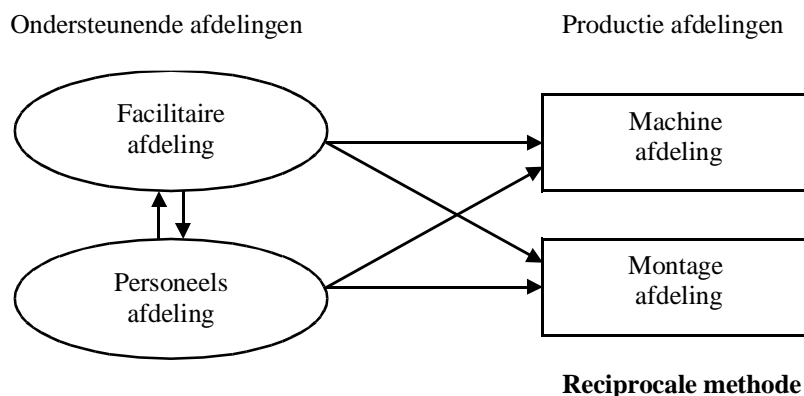 Ondersteunende afdelingen
Productie afdelingen
Facilitaire
afdeling
Machine
afdeling
Personeels
afdeling
Montage
afdeling
Reciprocale methode